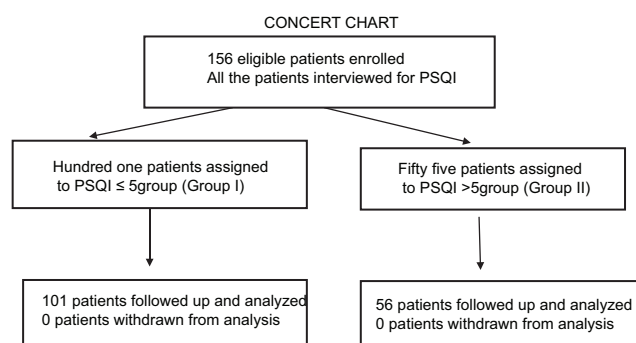 CONCERT CHART
156 eligible patients enrolled
All the patients interviewed for PSQI
Hundred one patients assigned
to PSQI ≤ 5group (Group I)
Fifty five patients assigned
to PSQI >5group (Group II)
101 patients followed up and analyzed
0 patients withdrawn from analysis
56 patients followed up and analyzed
0 patients withdrawn from analysis